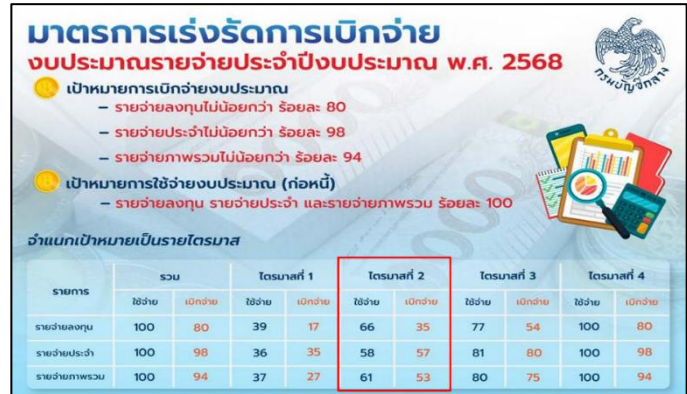 มาตรการเร่งรัดการเบิกจ่าย
งบประมาณรายจ่ายประจำปีงบประมาณ พ.ศ. 2568
กรมบัญชีกลาง
เป้าหมายการเบิกจ่ายงบประมาณ
– รายจ่ายลงทุนไม่น้อยกว่า ร้อยละ 80
– รายจ่ายประจำไม่น้อยกว่า ร้อยละ 98
– รายจ่ายภาพรวมไม่น้อยกว่า ร้อยละ 94
เป้าหมายการใช้จ่ายงบประมาณ (ก่อหนี้)
– รายจ่ายลงทุน รายจ่ายประจำ และรายจ่ายภาพรวม ร้อยละ 100
จำแนกเป้าหมายเป็นรายไตรมาส
รายการ รวม ไตรมาสที่ 1 ไตรมาสที่ 2 ไตรมาสที่ 3 ไตรมาสที่ 4
ใช้จ่าย เบิกจ่าย ใช้จ่าย เบิกจ่าย ใช้จ่าย เบิกจ่าย ใช้จ่าย เบิกจ่าย ใช้จ่าย เบิกจ่าย
รายจ่ายลงทุน 100 80 39 17 66 35 77 54 100 80
รายจ่ายประจำ 100 98 36 35 58 57 81 80 100 98
รายจ่ายภาพรวม 100 94 37 27 61 53 80 75 100 94